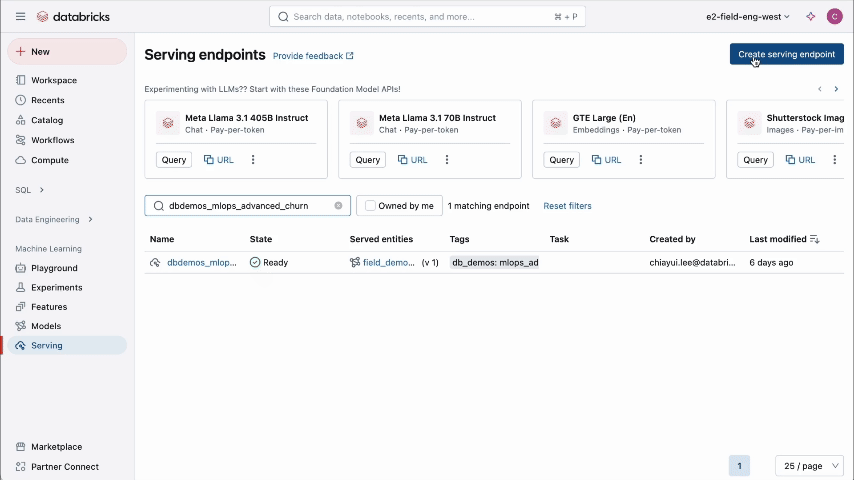 databricks
Search data, notebooks, recents, and more...
⌘ + P
e2-field-eng-west
C
New
Workspace
Recents
Catalog
Workflows
Compute
SQL
Data Engineering
Machine Learning
Playground
Experiments
Features
Models
Serving
Marketplace
Partner Connect
Serving endpoints
Provide feedback
Create serving endpoint
Experimenting with LLMs?? Start with these Foundation Model APIs!
Meta Llama 3.1 405B Instruct
Chat • Pay-per-token
Query URL
Meta Llama 3.1 70B Instruct
Chat • Pay-per-token
Query URL
GTE Large (En)
Embeddings • Pay-per-token
Query URL
Shutterstock Imag
Images • Pay-per-im
Query URL
dbdemos_mlops_advanced_churn
Owned by me
1 matching endpoint
Reset filters
Name State Served entities Tags Task Created by Last modified
dbdemos_mlop... Ready field_demo... (v 1) db_demos: mlops_ad chiayui.lee@databri... 6 days ago
1
25 / page